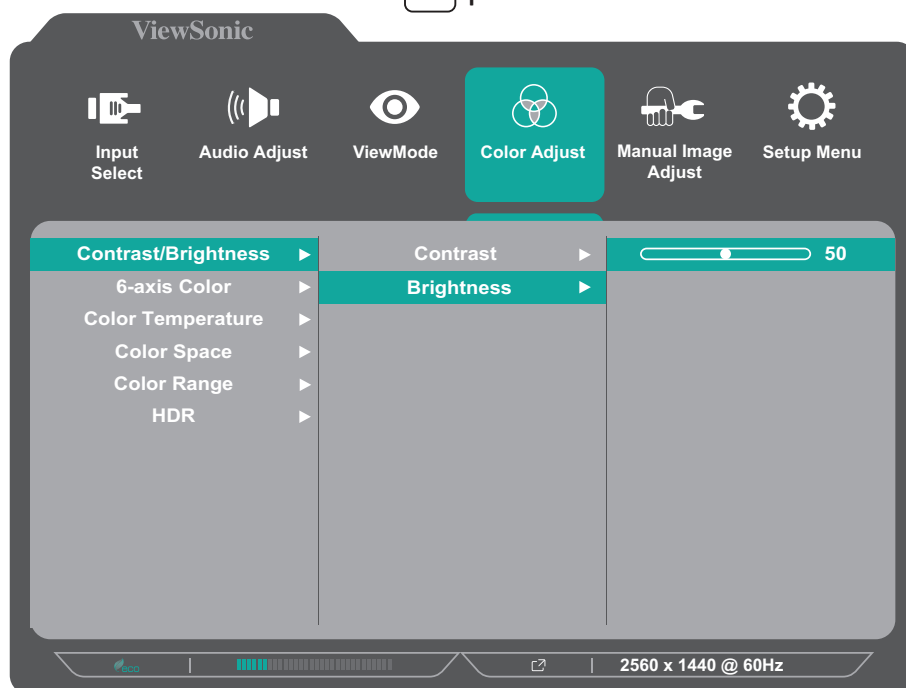 ViewSonic
Input Select
Audio Adjust
ViewMode
Color Adjust
Manual Image Adjust
Setup Menu
Contrast/Brightness
Contrast
50
6-axis Color
Brightness
Color Temperature
Color Space
Color Range
HDR
eco
2560 x 1440 @ 60Hz